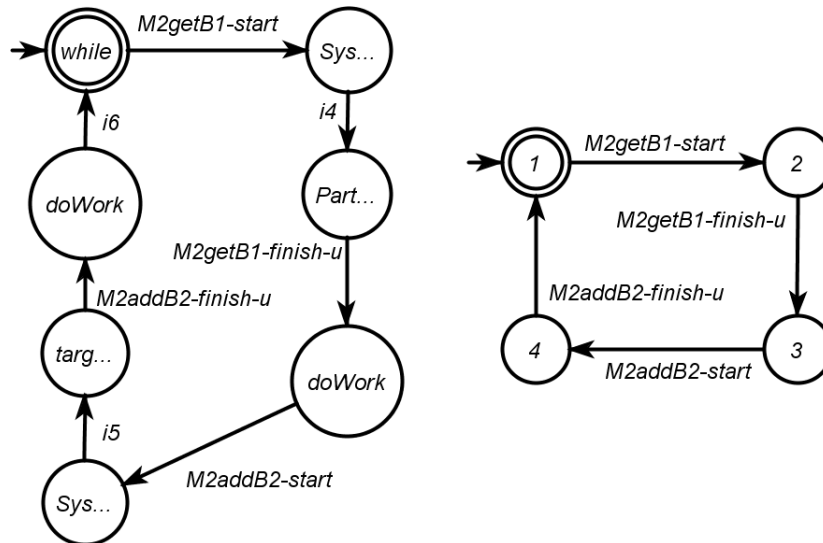 while
M2getB1-start
Sys...
i4
Part...
M2getB1-finish-u
doWork
M2addB2-start
Sys...
i5
targ...
M2addB2-finish-u
doWork
i6
1
M2getB1-start
2
M2getB1-finish-u
3
M2addB2-start
4
M2addB2-finish-u